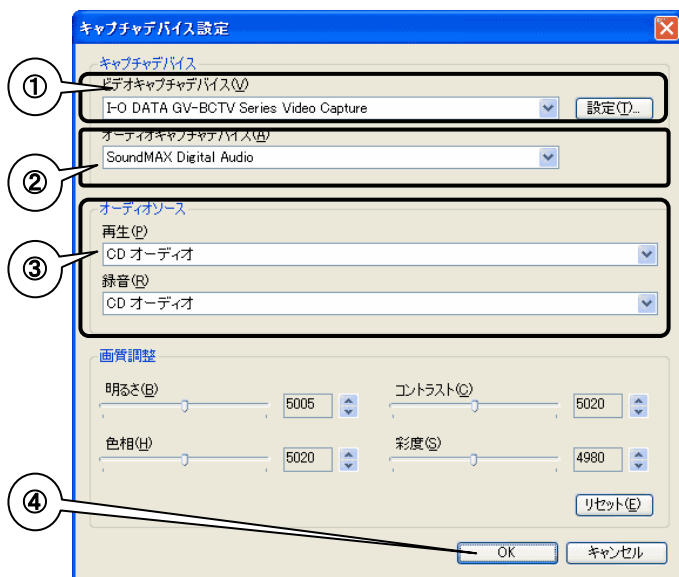 キャプチャデバイス設定
キャプチャデバイス
①
ビデオキャプチャデバイス(V)
I-O DATA GV-BCTV Series Video Capture
設定(T)...
オーディオキャプチャデバイス(A)
②
SoundMAX Digital Audio
オーディオソース
再生(P)
③
CD オーディオ
録音(R)
CD オーディオ
画質調整
明るさ(B)
5005
コントラスト(C)
5020
色相(H)
5020
彩度(S)
4980
④
リセット(E)
OK
キャンセル